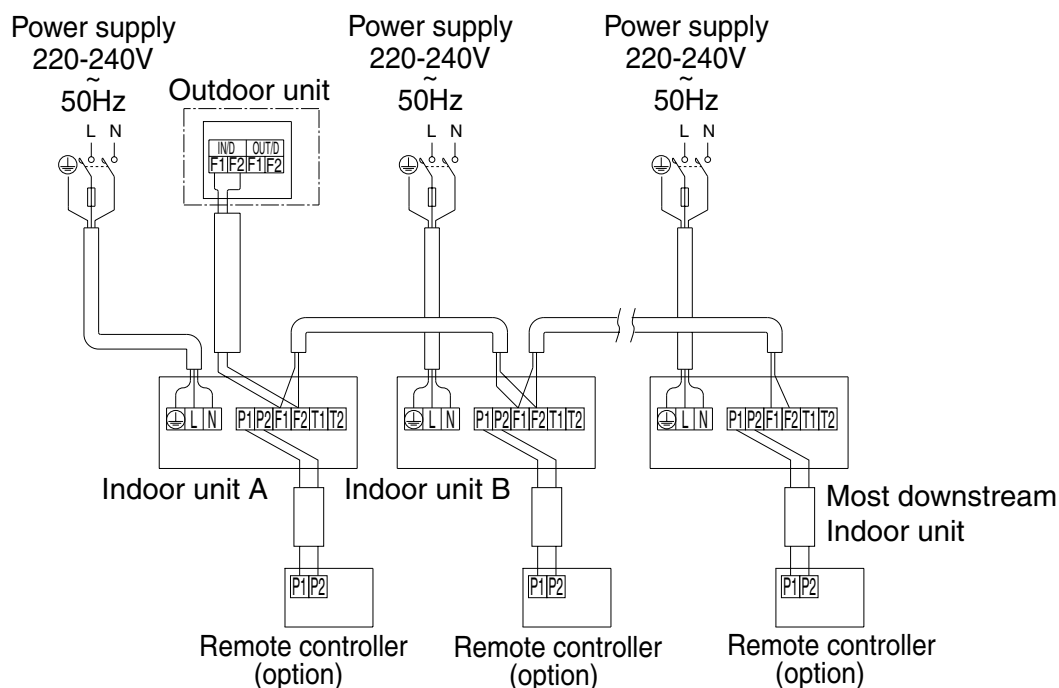 Power supply
220-240V
~
50Hz
L N
Outdoor unit
IN/D OUT/D
F1 F2 F1 F2
Power supply
220-240V
~
50Hz
L N
Power supply
220-240V
~
50Hz
L N
L N
P1 P2 F1 F2 T1 T2
L N
P1 P2 F1 F2 T1 T2
L N
P1 P2 F1 F2 T1 T2
Indoor unit A
Indoor unit B
Most downstream
Indoor unit
P1 P2
P1 P2
P1 P2
Remote controller
(option)
Remote controller
(option)
Remote controller
(option)